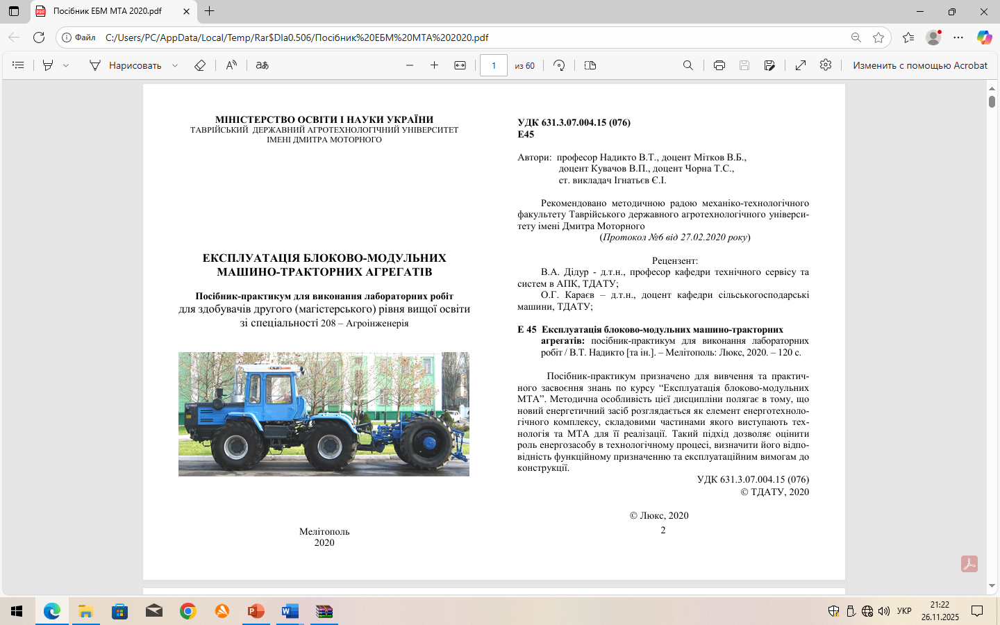 Посібник ЕБМ МТА 2020.pdf
Файл
C:/Users/PC/AppData/Local/Temp/Rar$DIa0.506/Посібник%20ЕБМ%20МТА%202020.pdf
Нарисовать
1
из 60
Изменить с помощью Acrobat
МІНІСТЕРСТВО ОСВІТИ І НАУКИ УКРАЇНИ
ТАВРІЙСЬКИЙ ДЕРЖАВНИЙ АГРОТЕХНОЛОГІЧНИЙ УНІВЕРСИТЕТ
ІМЕНІ ДМИТРА МОТОРНОГО
ЕКСПЛУАТАЦІЯ БЛОКОВО-МОДУЛЬНИХ
МАШИНО-ТРАКТОРНИХ АГРЕГАТІВ
Посібник-практикум для виконання лабораторних робіт
для здобувачів другого (магістерського) рівня вищої освіти
зі спеціальності 208 – Агроінженерія
Мелітополь
2020
УДК 631.3.07.004.15 (076)
Е45
Автори: професор Надикто В.Т., доцент Мітков В.Б.,
доцент Кувачов В.П., доцент Чорна Т.С.,
ст. викладач Ігнатьєв Є.І.
Рекомендовано методичною радою механіко-технологічного
факультету Таврійського державного агротехнологічного універси-
тету імені Дмитра Моторного
(Протокол №6 від 27.02.2020 року)
Рецензент:
В.А. Дідур - д.т.н., професор кафедри технічного сервісу та
систем в АПК, ТДАТУ;
О.Г. Караєв – д.т.н., доцент кафедри сільськогосподарські
машини, ТДАТУ;
Е 45 Експлуатація блоково-модульних машино-тракторних
агрегатів: посібник-практикум для виконання лабораторних
робіт / В.Т. Надикто [та ін.]. – Мелітополь: Люкс, 2020. – 120 с.
Посібник-практикум призначено для вивчення та практич-
ного засвоєння знань по курсу “Експлуатація блоково-модульних
МТА”. Методична особливість цієї дисципліни полягає в тому, що
новий енергетичний засіб розглядається як елемент енерготехноло-
гічного комплексу, складовими частинами якого виступають тех-
нологія та МТА для її реалізації. Такий підхід дозволяє оцінити
роль енергозасобу в технологічному процесі, визначити його відпо-
відність функційному призначенню та експлуатаційним вимогам до
конструкції.
УДК 631.3.07.004.15 (076)
© ТДАТУ, 2020
© Люкс, 2020
2
УКР
21:22
26.11.2025